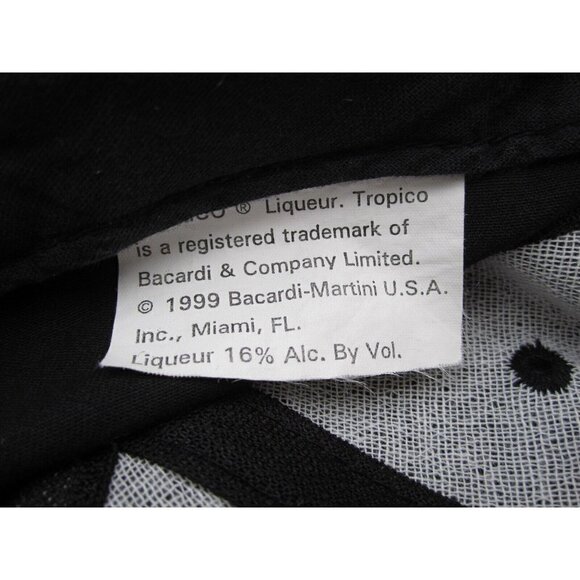 ® Liqueur. Tropico
is a registered trademark of
Bacardi & Company Limited.
© 1999 Bacardi-Martini U.S.A.
Inc., Miami, FL.
Liqueur 16% Alc. By Vol.